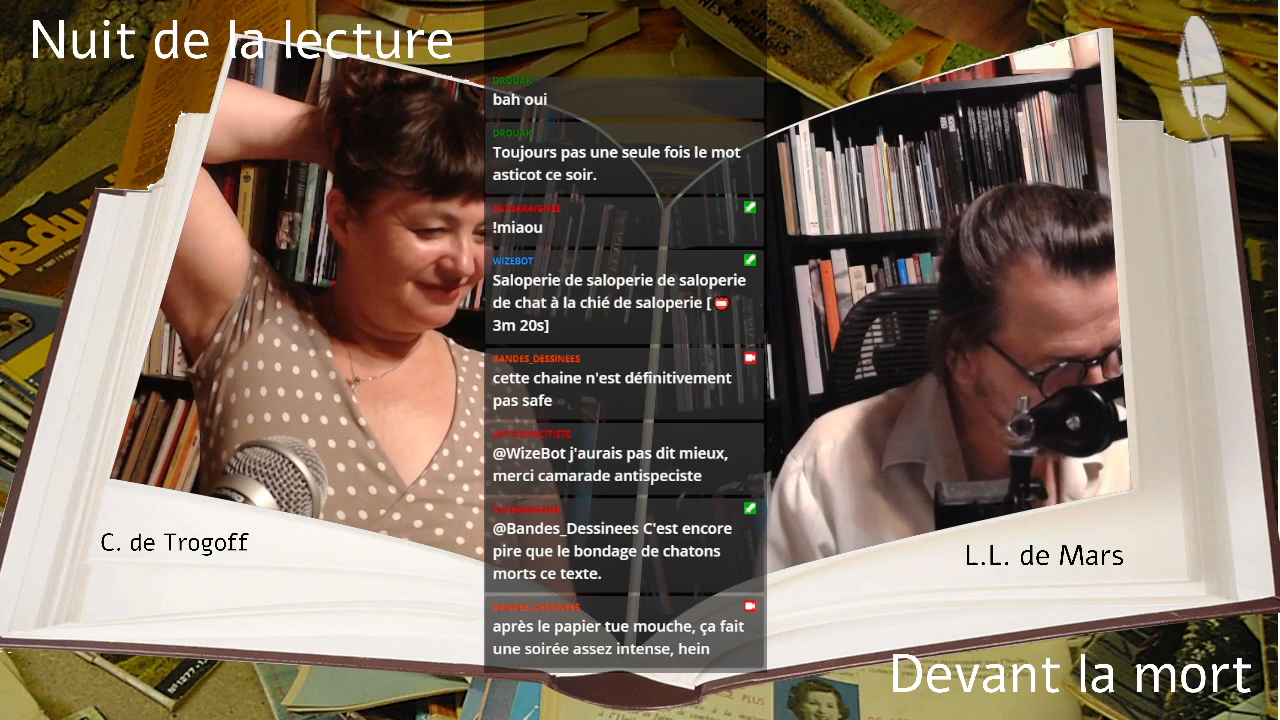 Nuit de la lecture
DROUAK
bah oui
DROUAK
Toujours pas une seule fois le mot
asticot ce soir.
!miaou
WIZEBOT
Saloperie de saloperie de saloperie
de chat à la chié de saloperie [
3m 20s]
BANDES_DESSINEES
cette chaine n'est définitivement
pas safe
@WizeBot j'aurais pas dit mieux,
merci camarade antispeciste
@Bandes_Dessinees C'est encore
pire que le bondage de chatons
morts ce texte.
BANDES_DESSINEES
après le papier tue mouche, ça fait
une soirée assez intense, hein
C. de Trogoff
L.L. de Mars
Devant la mort